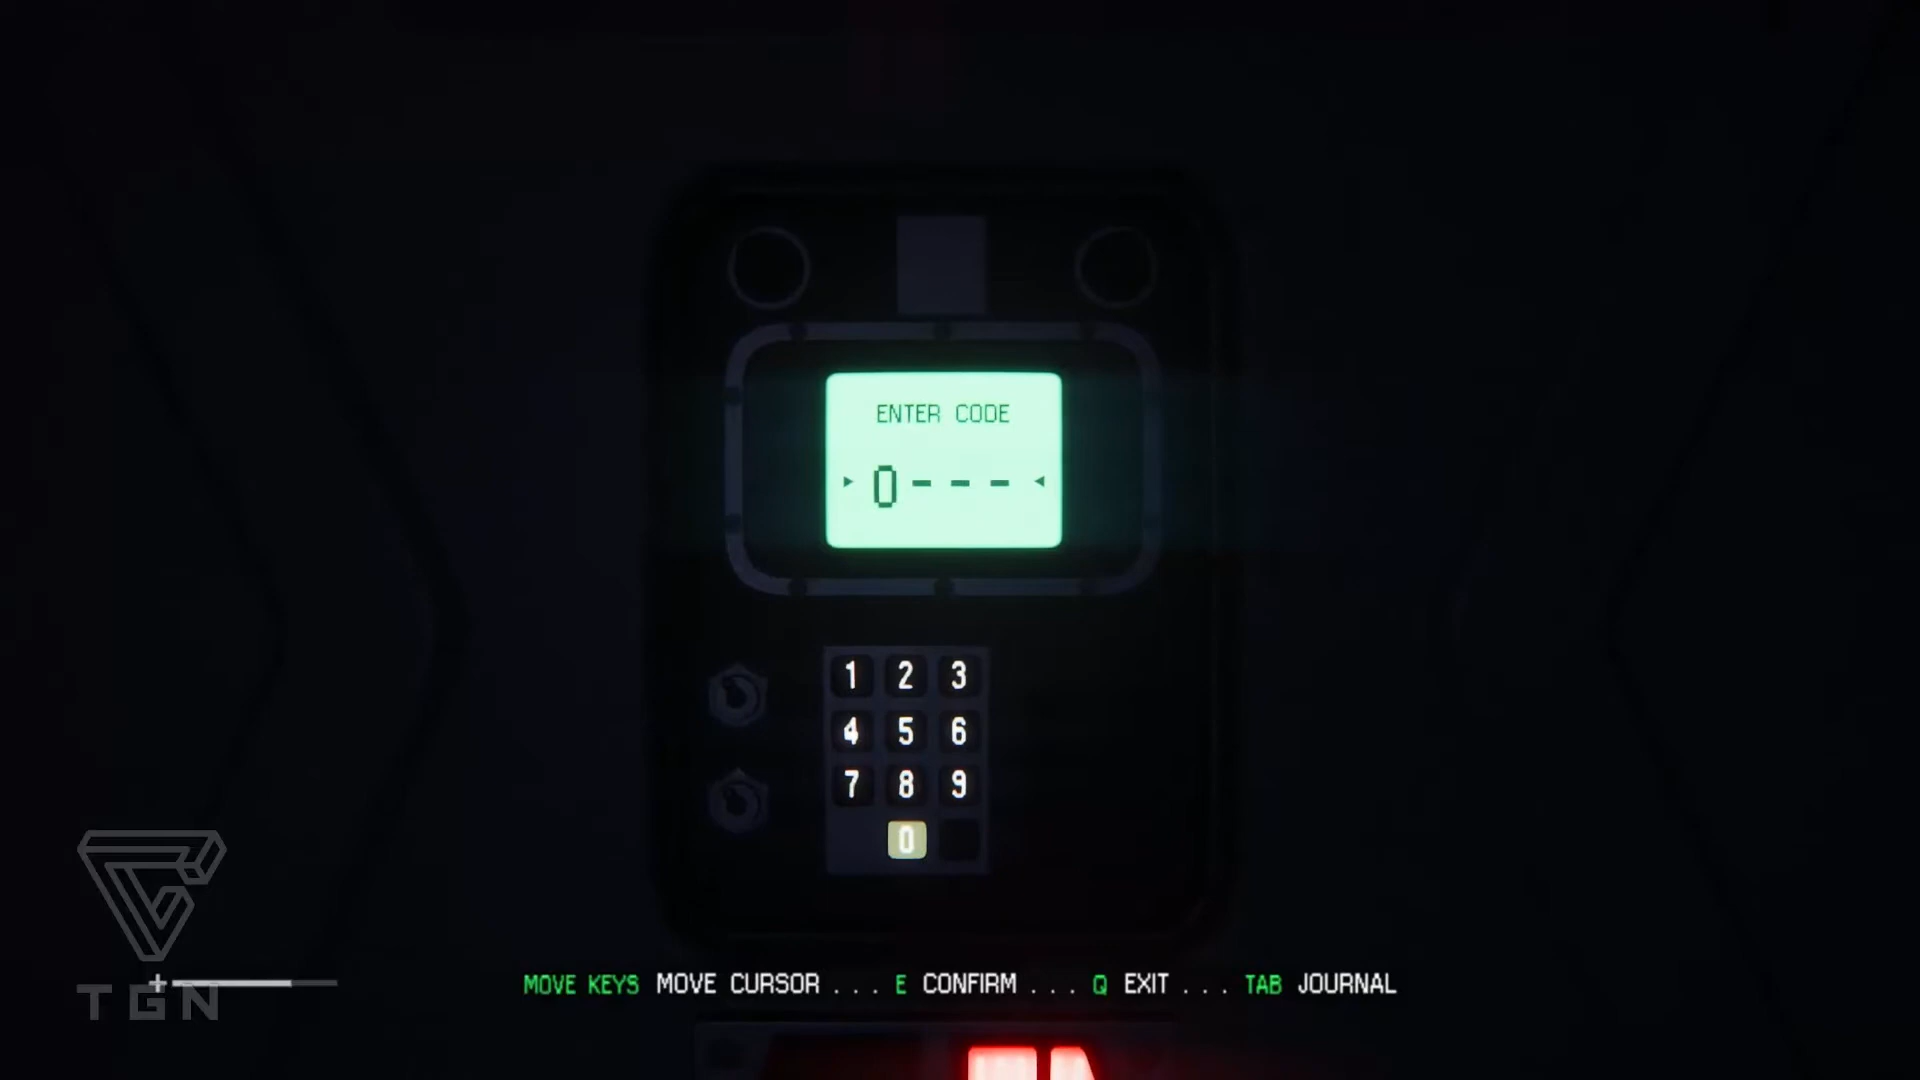 ENTER CODE
▸ 0 - - - ◂
1 2 3
4 5 6
7 8 9
0
MOVE KEYS MOVE CURSOR . . . E CONFIRM . . . Q EXIT . . . TAB JOURNAL
TGN